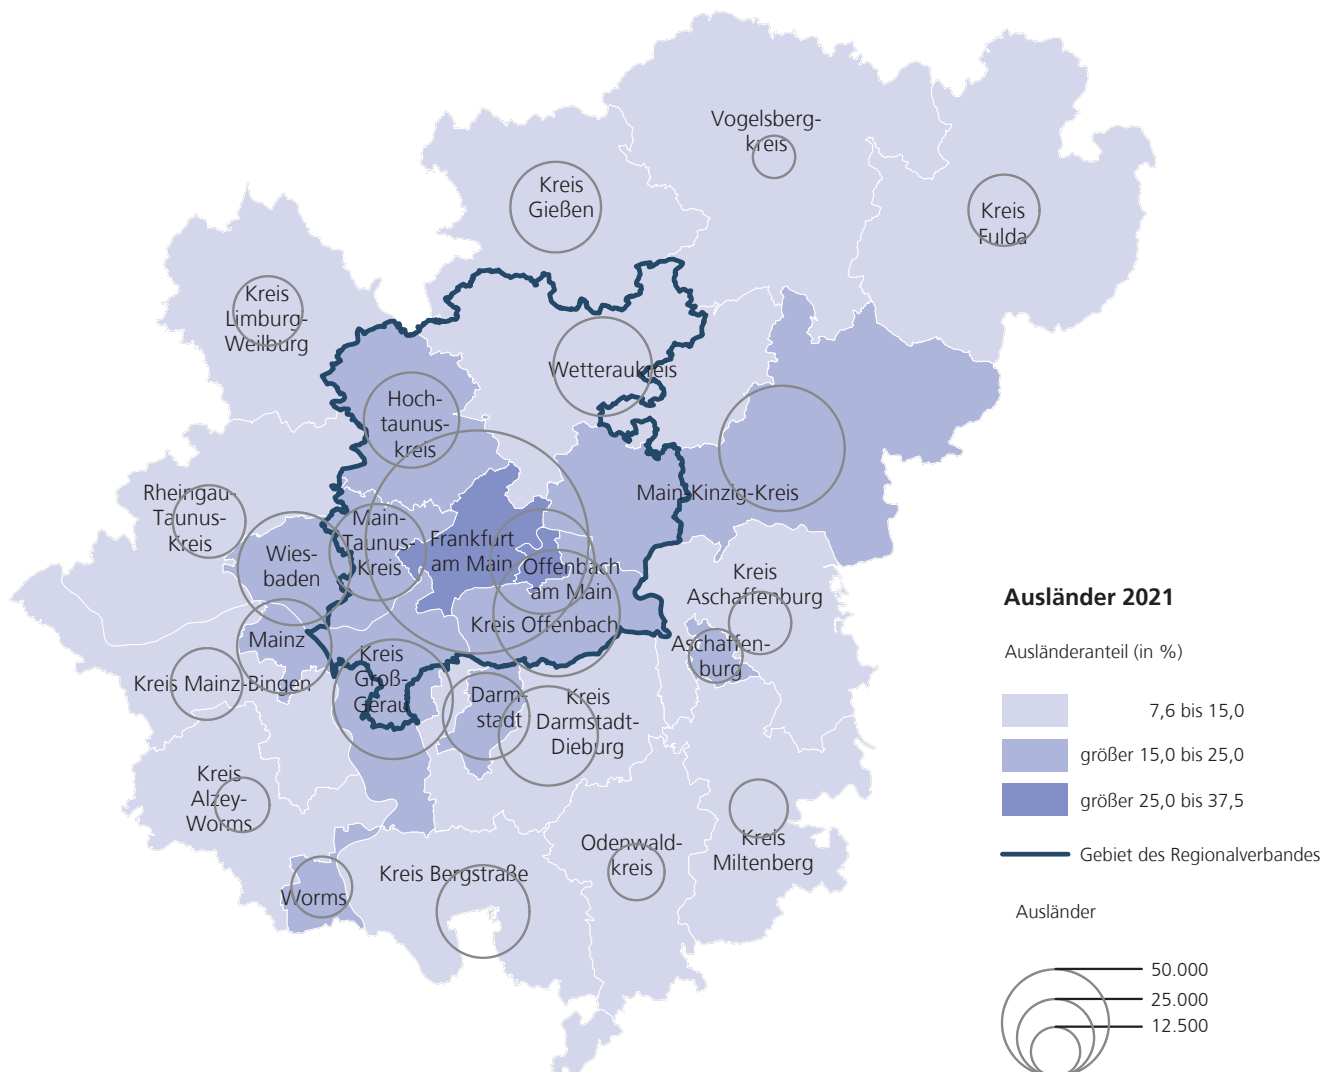 Vogelsberg-
kreis
Kreis
Gießen
Kreis
Fulda
Kreis
Limburg-
Weilburg
Wetteraukreis
Hoch-
taunus-
kreis
Rheingau-
Taunus-
Kreis
Main-
Taunus-
Kreis
Main-Kinzig-Kreis
Wies-
baden
Frankfurt
am Main
Offenbach
am Main
Kreis
Aschaffenburg
Kreis Offenbach
Mainz
Aschaffen-
burg
Kreis
Groß-
Gerau
Kreis Mainz-Bingen
Darm-
stadt
Kreis
Darmstadt-
Dieburg
Kreis
Alzey-
Worms
Odenwald-
kreis
Kreis
Miltenberg
Kreis Bergstraße
Worms
Ausländer 2021
Ausländeranteil (in %)
7,6 bis 15,0
größer 15,0 bis 25,0
größer 25,0 bis 37,5
Gebiet des Regionalverbandes
Ausländer
50.000
25.000
12.500